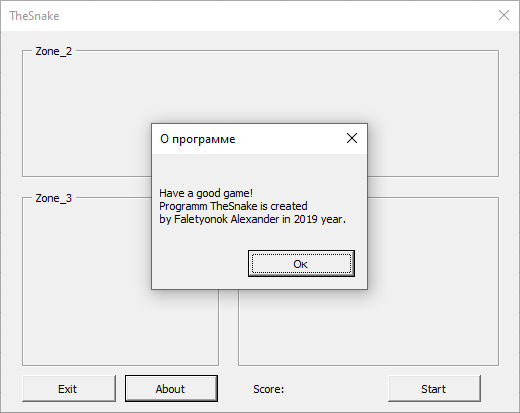 TheSnake
Zone_2
О программе
Have a good game!
Programm TheSnake is created
by Faletyonok Alexander in 2019 year.
Ок
Zone_3
Exit
About
Score:
Start